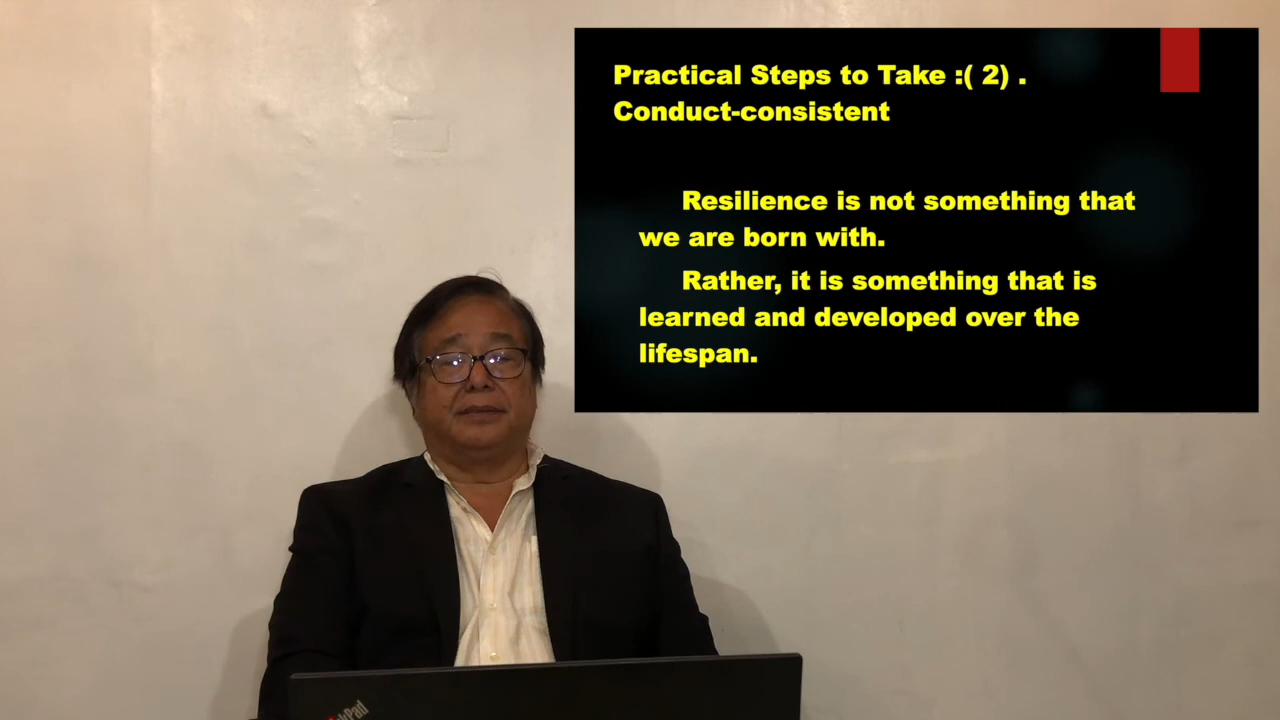 Practical Steps to Take :( 2) .
Conduct-consistent
Resilience is not something that
we are born with.
Rather, it is something that is
learned and developed over the
lifespan.